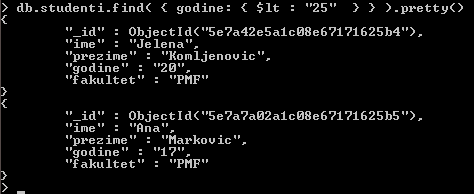 > db.studenti.find( { godine: { $lt : "25"  } } ).pretty()
{
        "_id" : ObjectId("5e7a42e5a1c08e67171625b4"),
        "ime" : "Jelena",
        "prezime" : "Komljenovic",
        "godine" : "20",
        "fakultet" : "PMF"
}
{
        "_id" : ObjectId("5e7a7a02a1c08e67171625b5"),
        "ime" : "Ana",
        "prezime" : "Markovic",
        "godine" : "17",
        "fakultet" : "PMF"
}
> _